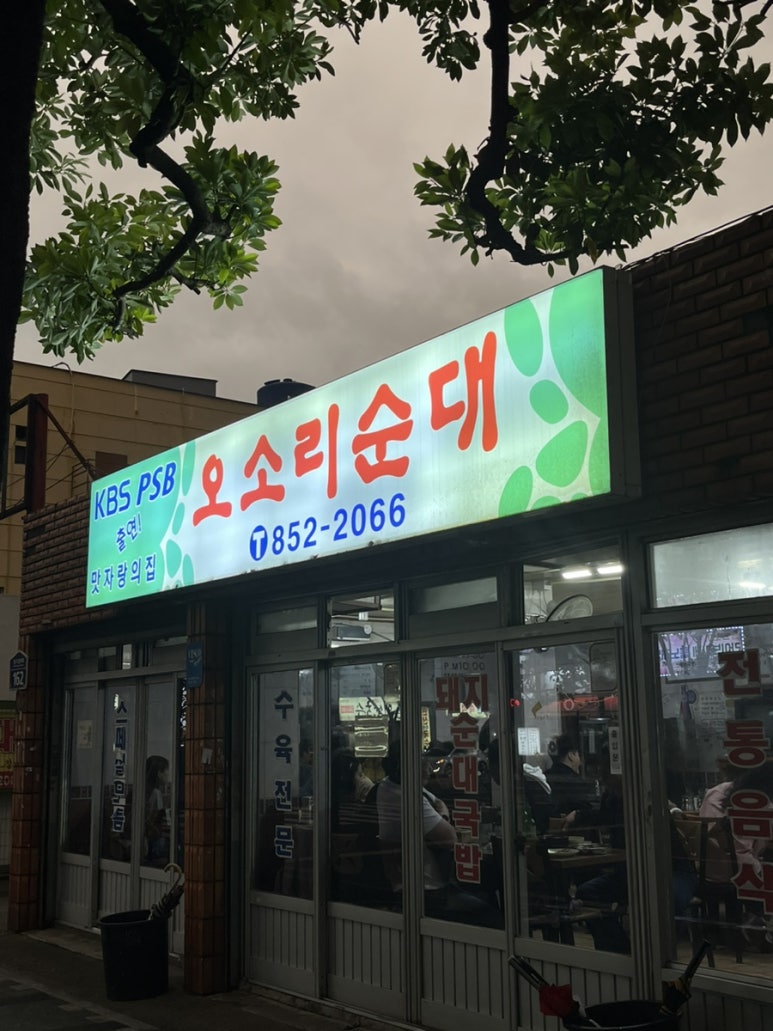 KBS PSB
출연!
맛자랑의집
오소리순대
T 852-2066
162
수육전문
돼지
순대국밥
전통음식